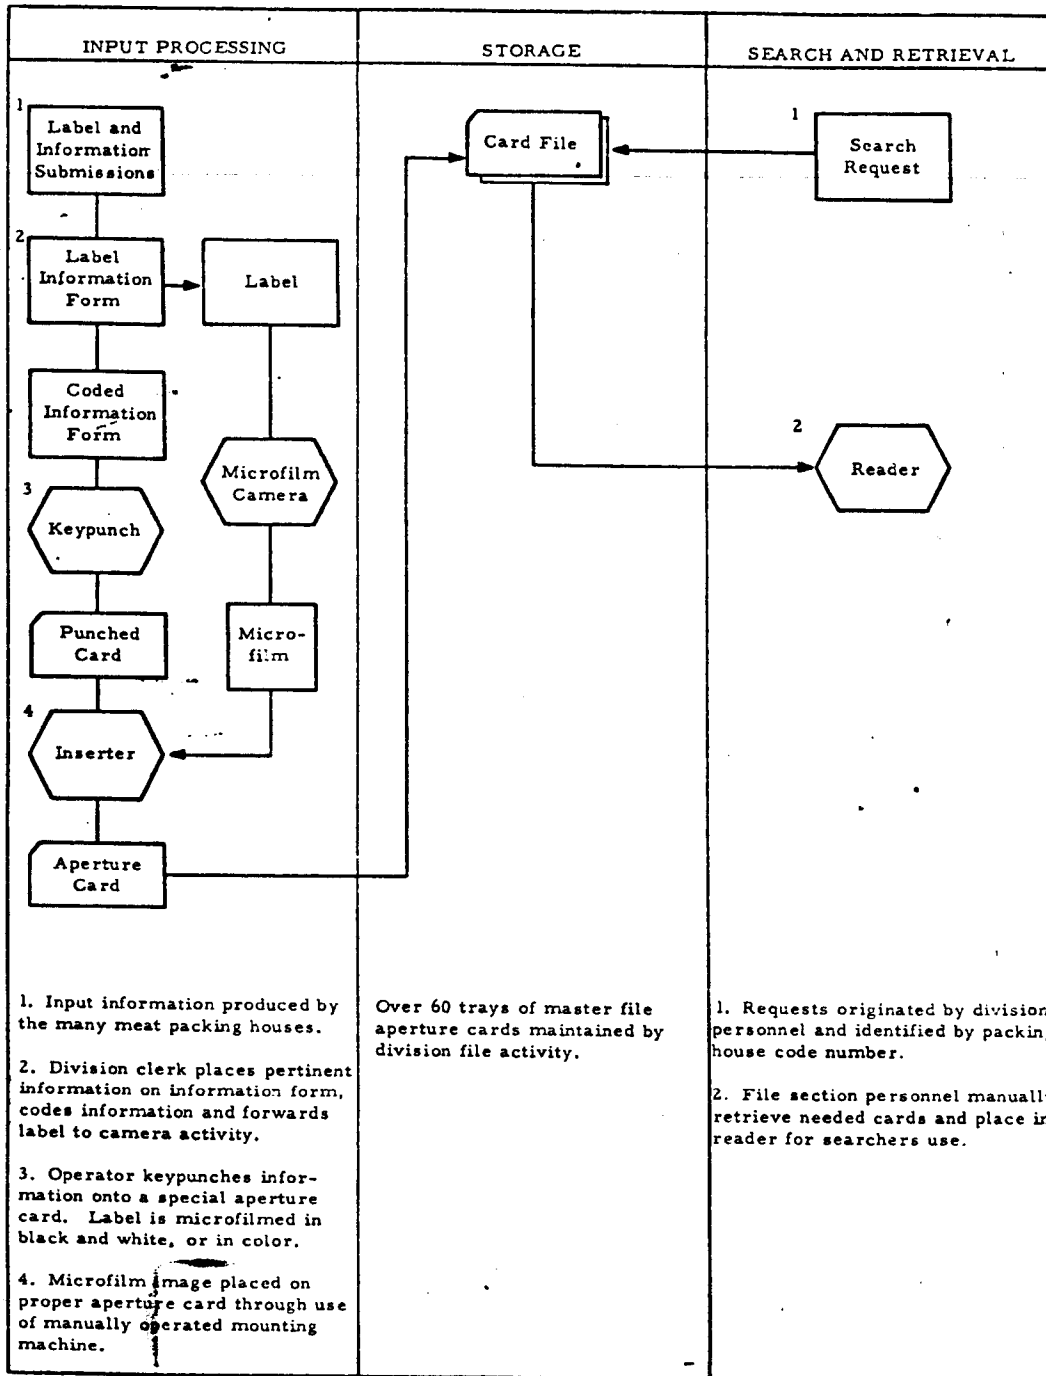 INPUT PROCESSING
STORAGE
SEARCH AND RETRIEVAL
1
Label and
Information
Submissions
2
Label
Information
Form
Label
Coded
Information
Form
Microfilm
Camera
3
Keypunch
Punched
Card
Micro-
film
4
Inserter
Aperture
Card
Card File
1
Search
Request
2
Reader
1. Input information produced by
the many meat packing houses.
2. Division clerk places pertinent
information on information form,
codes information and forwards
label to camera activity.
3. Operator keypunches infor-
mation onto a special aperture
card. Label is microfilmed in
black and white, or in color.
4. Microfilm image placed on
proper aperture card through use
of manually operated mounting
machine.
Over 60 trays of master file
aperture cards maintained by
division file activity.
1. Requests originated by division
personnel and identified by packin
house code number.
2. File section personnel manuall
retrieve needed cards and place in
reader for searchers use.